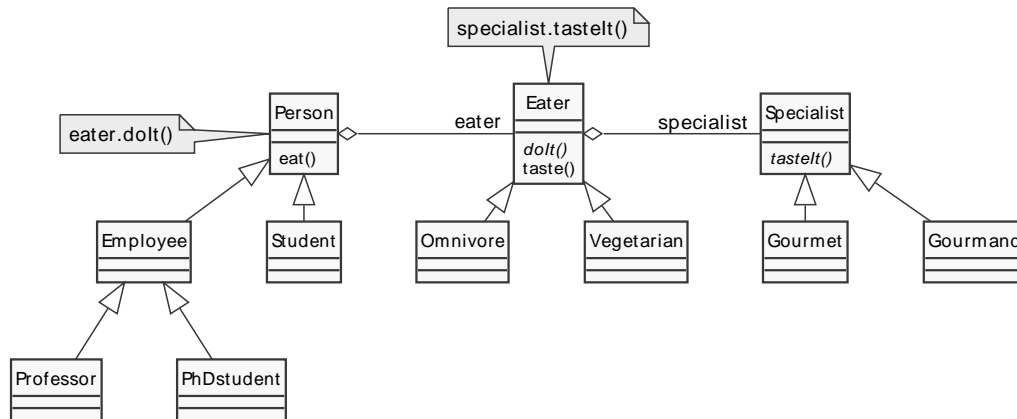 specialist.tasteIt()
Person
Eater
Specialist
eater.doIt()
eater
specialist
eat()
doIt()
taste()
tasteIt()
Employee
Student
Omnivore
Vegetarian
Gourmet
Gourmand
Professor
PhDstudent